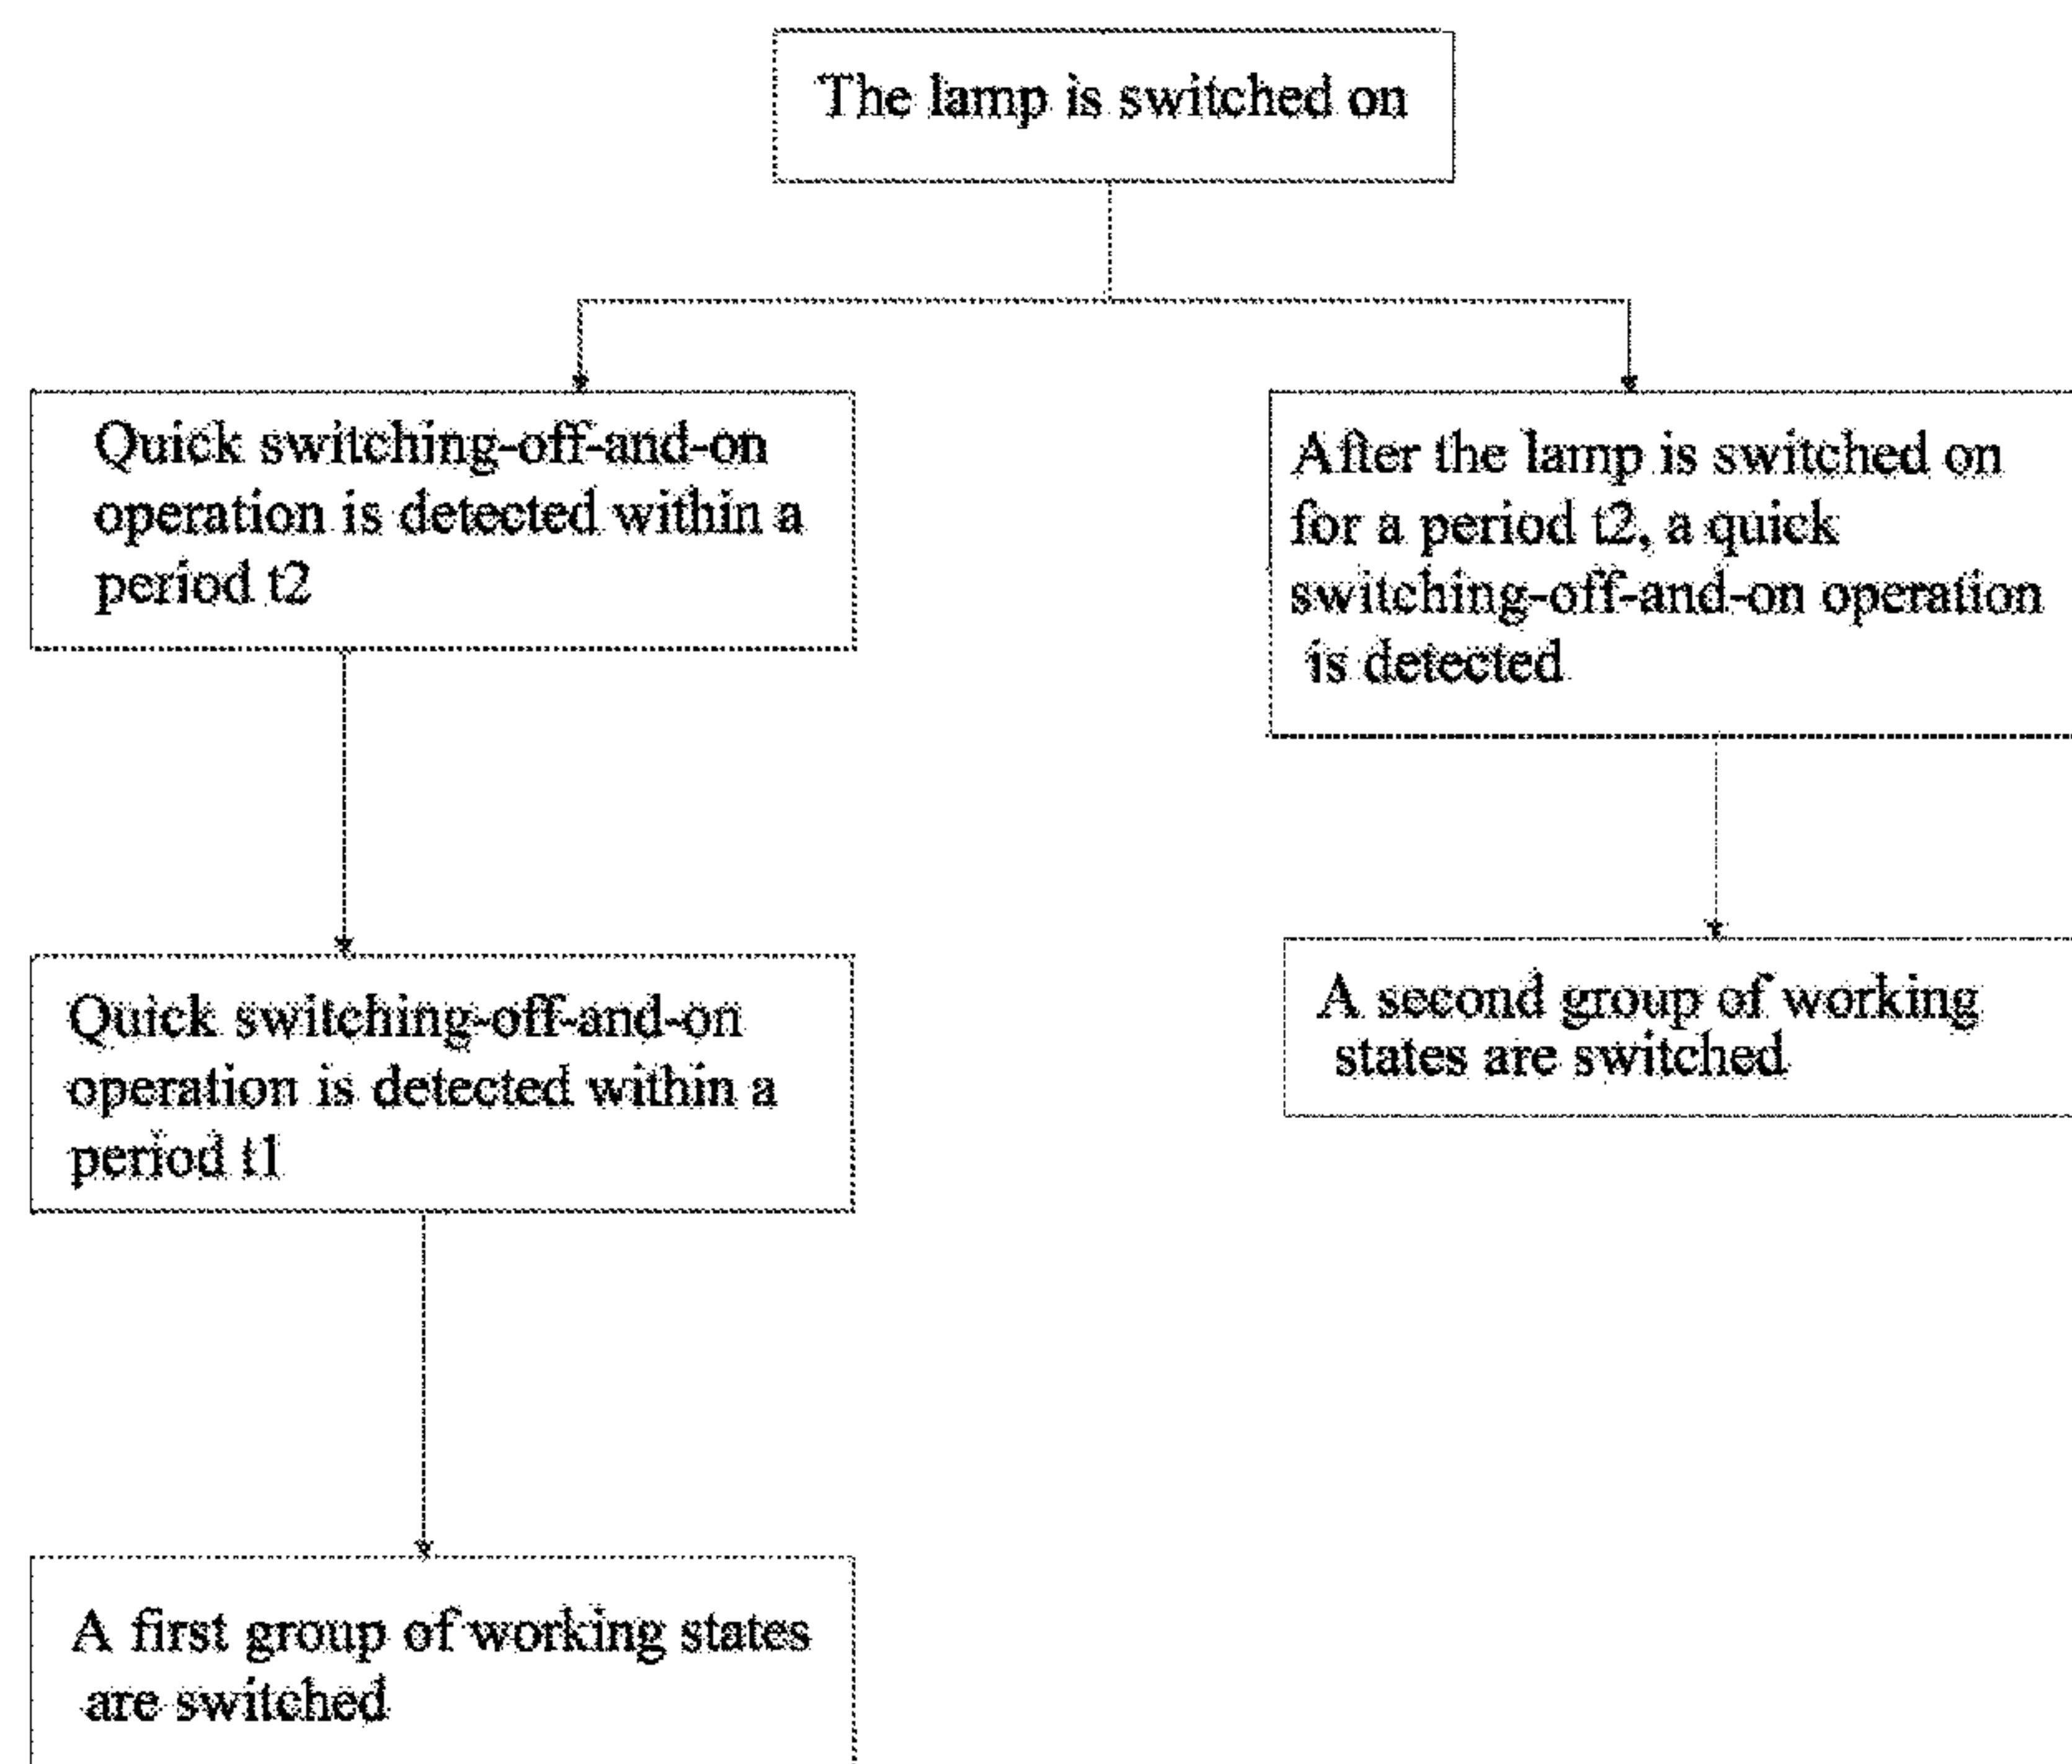 The lamp is switched on
Quick switching-off-and-on
operation is detected within a
period t2
After the lamp is switched on
for a period t2, a quick
switching-off-and-on operation
is detected
Quick switching-off-and-on
operation is detected within a
period t1
A second group of working
states are switched
A first group of working states
are switched